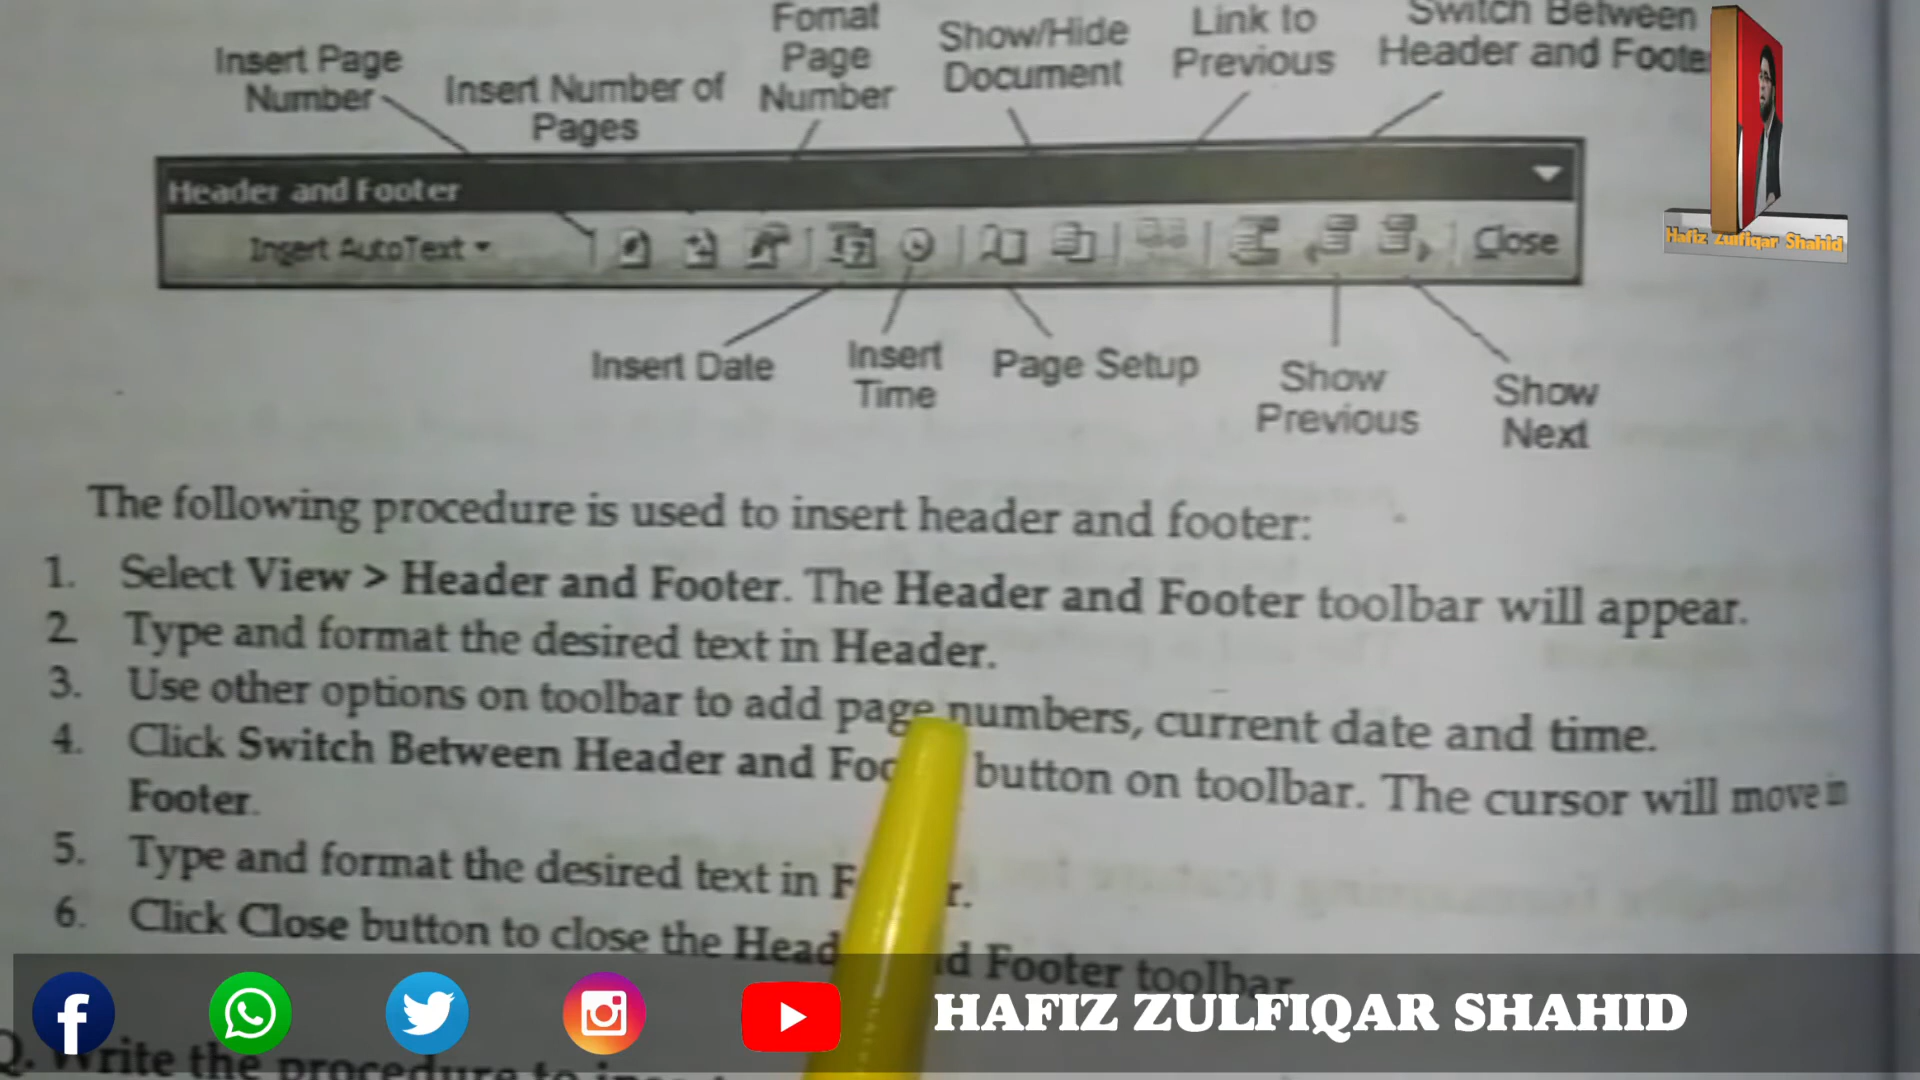 Insert Page
Number
Insert Number of
Pages
Fomat
Page
Number
Show/Hide
Document
Link to
Previous
Switch Between
Header and Foote
Header and Footer
Insert AutoText
Close
Insert Date
Insert
Time
Page Setup
Show
Previous
Show
Next
Hafiz Zulfiqar Shahid
The following procedure is used to insert header and footer:
1. Select View > Header and Footer. The Header and Footer toolbar will appear.
2. Type and format the desired text in Header.
3. Use other options on toolbar to add page numbers, current date and time.
4. Click Switch Between Header and Foo button on toolbar. The cursor will move in
Footer.
5. Type and format the desired text in F r.
6. Click Close button to close the Head d Footer toolbar
HAFIZ ZULFIQAR SHAHID
Q. Write the procedure to